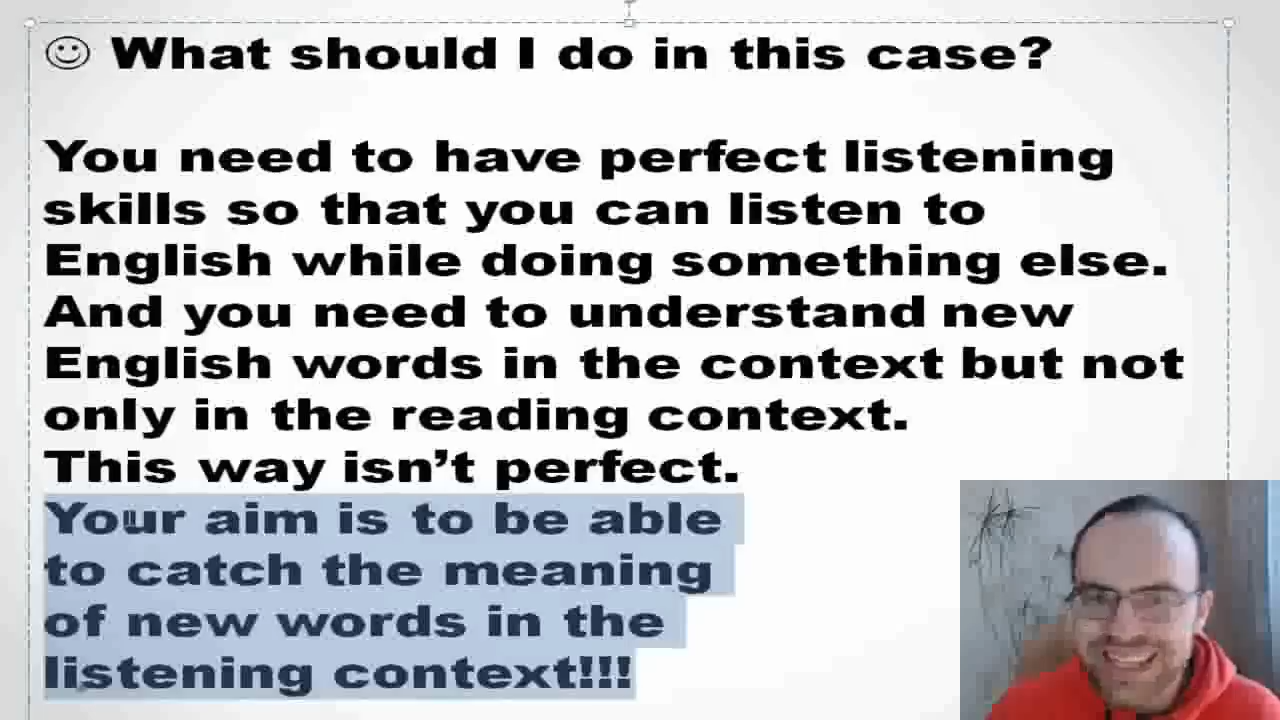 ☺ What should I do in this case?
You need to have perfect listening
skills so that you can listen to
English while doing something else.
And you need to understand new
English words in the context but not
only in the reading context.
This way isn’t perfect.
Your aim is to be able
to catch the meaning
of new words in the
listening context!!!